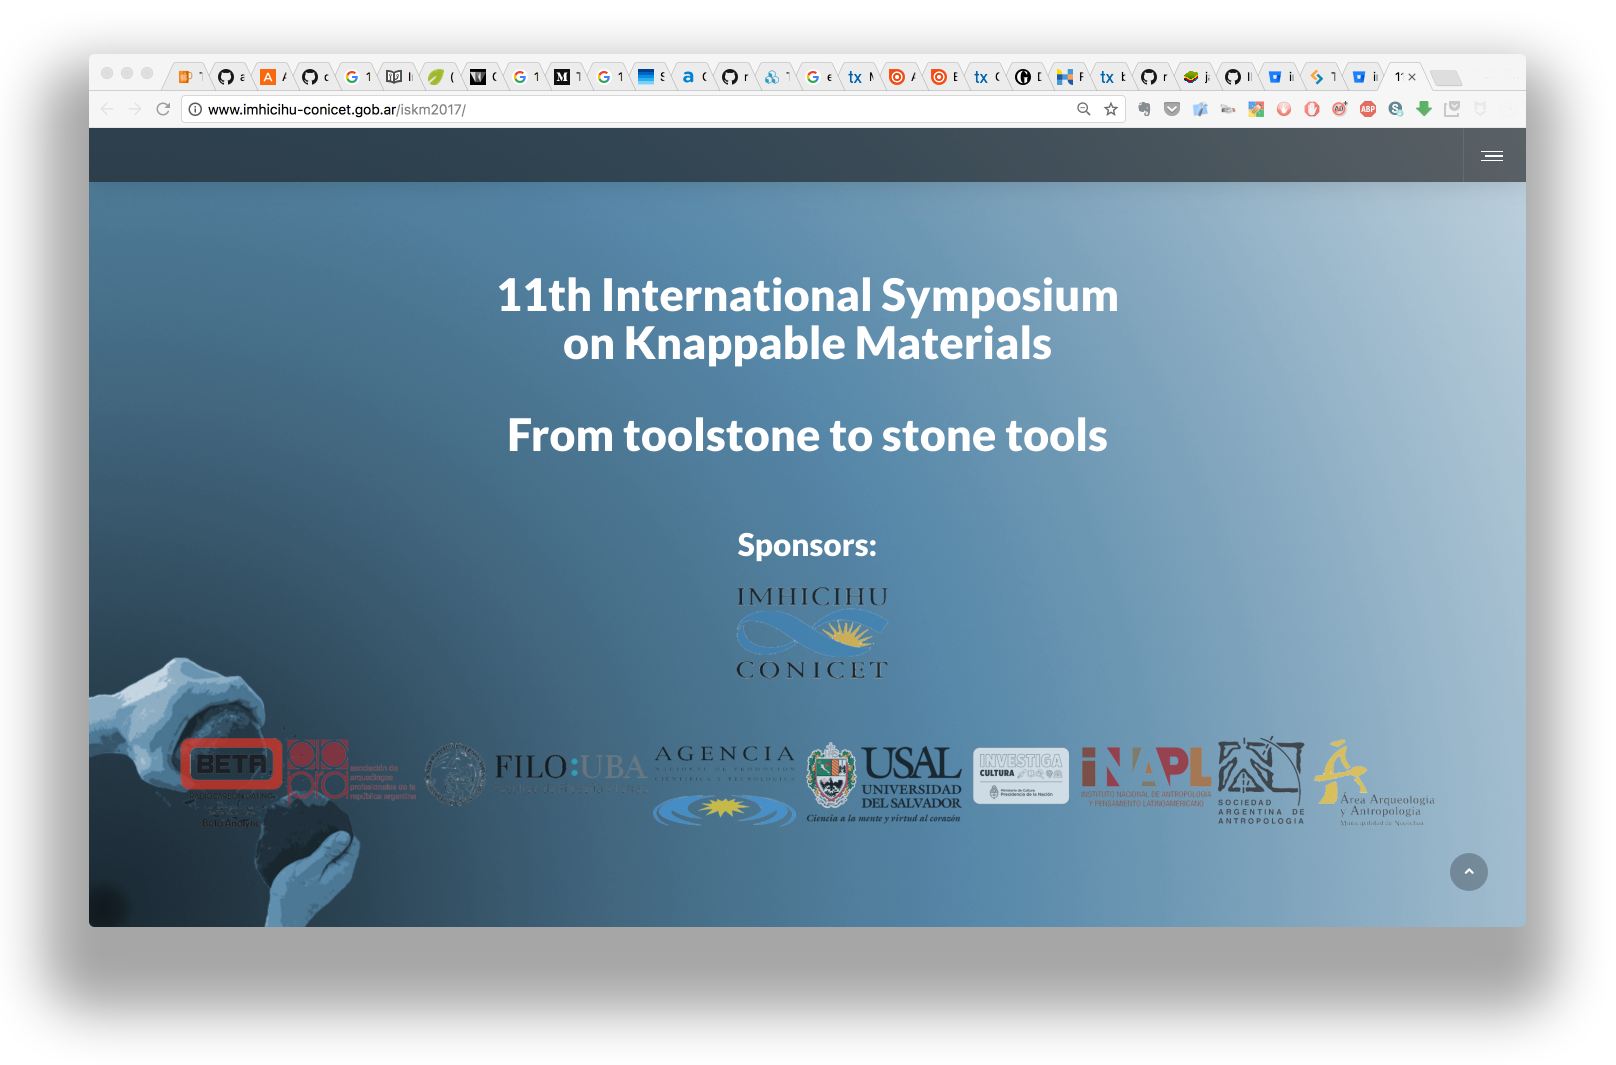 www.imhicihu-conicet.gob.ar/iskm2017/
11th International Symposium
on Knappable Materials
From toolstone to stone tools
Sponsors:
IMHICIHU
CONICET
BETA
Beta Analytic
asociación de
arqueólogos
profesionales de la
república argentina
FILO:UBA
AGENCIA
USAL
UNIVERSIDAD
DEL SALVADOR
Ciencia a la mente y virtud al corazón
INVESTIGA
CULTURA
Ministerio de Cultura
Presidencia de la Nación
INAPL
INSTITUTO NACIONAL DE ANTROPOLOGÍA
Y PENSAMIENTO LATINOAMERICANO
SOCIEDAD
ARGENTINA DE
ANTROPOLOGIA
Área Arqueología
y Antropología